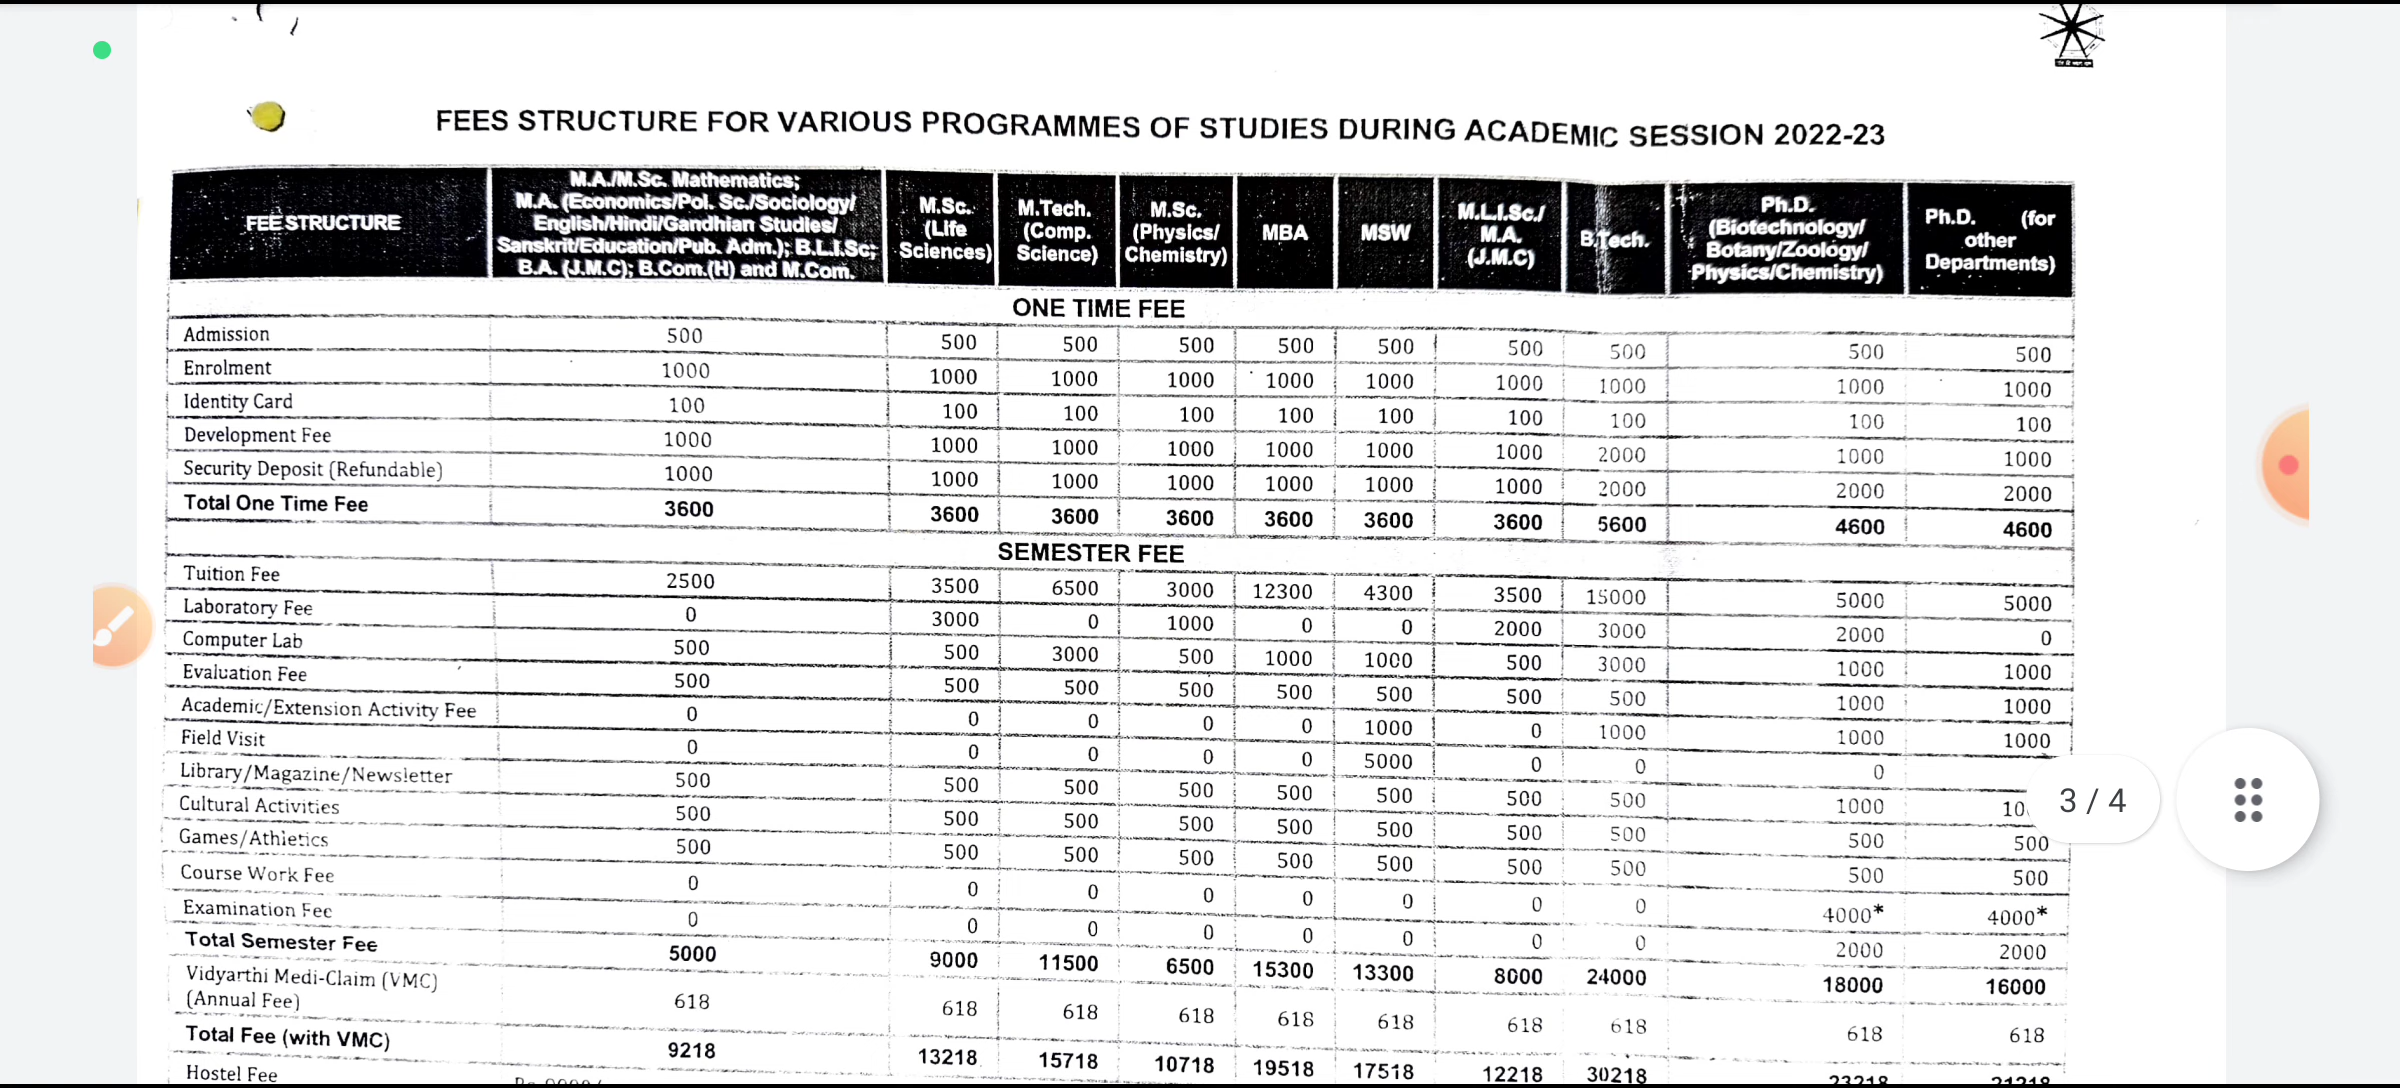 FEES STRUCTURE FOR VARIOUS PROGRAMMES OF STUDIES DURING ACADEMIC SESSION 2022-23
FEE STRUCTURE | M.A./M.Sc. Mathematics; M.A. (Economics/Pol. Sc./Sociology/ English/Hindi/Gandhian Studies/ Sanskrit/Education/Pub. Adm.); B.L.I.Sc; B.A. (J.M.C); B.Com.(H) and M.Com. | M.Sc. (Life Sciences) | M.Tech. (Comp. Science) | M.Sc. (Physics/ Chemistry) | MBA | MSW | M.L.I.Sc./ M.A. (J.M.C) | B.Tech. | Ph.D. (Biotechnology/ Botany/Zoology/ Physics/Chemistry) | Ph.D. (for other Departments)
ONE TIME FEE
Admission 500 500 500 500 500 500 500 500 500 500
Enrolment 1000 1000 1000 1000 1000 1000 1000 1000 1000 1000
Identity Card 100 100 100 100 100 100 100 100 100 100
Development Fee 1000 1000 1000 1000 1000 1000 1000 2000 1000 1000
Security Deposit (Refundable) 1000 1000 1000 1000 1000 1000 1000 2000 2000 2000
Total One Time Fee 3600 3600 3600 3600 3600 3600 3600 5600 4600 4600
SEMESTER FEE
Tuition Fee 2500 3500 6500 3000 12300 4300 3500 15000 5000 5000
Laboratory Fee 0 3000 0 1000 0 0 2000 3000 2000 0
Computer Lab 500 500 3000 500 1000 1000 500 3000 1000 1000
Evaluation Fee 500 500 500 500 500 500 500 500 1000 1000
Academic/Extension Activity Fee 0 0 0 0 0 1000 0 1000 1000 1000
Field Visit 0 0 0 0 0 5000 0 0 0
Library/Magazine/Newsletter 500 500 500 500 500 500 500 500 1000 10
3 / 4
Cultural Activities 500 500 500 500 500 500 500 500 500 500
Games/Athletics 500 500 500 500 500 500 500 500 500 500
Course Work Fee 0 0 0 0 0 0 0 0 4000* 4000*
Examination Fee 0 0 0 0 0 0 0 0 2000 2000
Total Semester Fee 5000 9000 11500 6500 15300 13300 8000 24000 18000 16000
Vidyarthi Medi-Claim (VMC)
(Annual Fee) 618 618 618 618 618 618 618 618 618 618
Total Fee (with VMC) 9218 13218 15718 10718 19518 17518 12218 30218 23218 21218
Hostel Fee